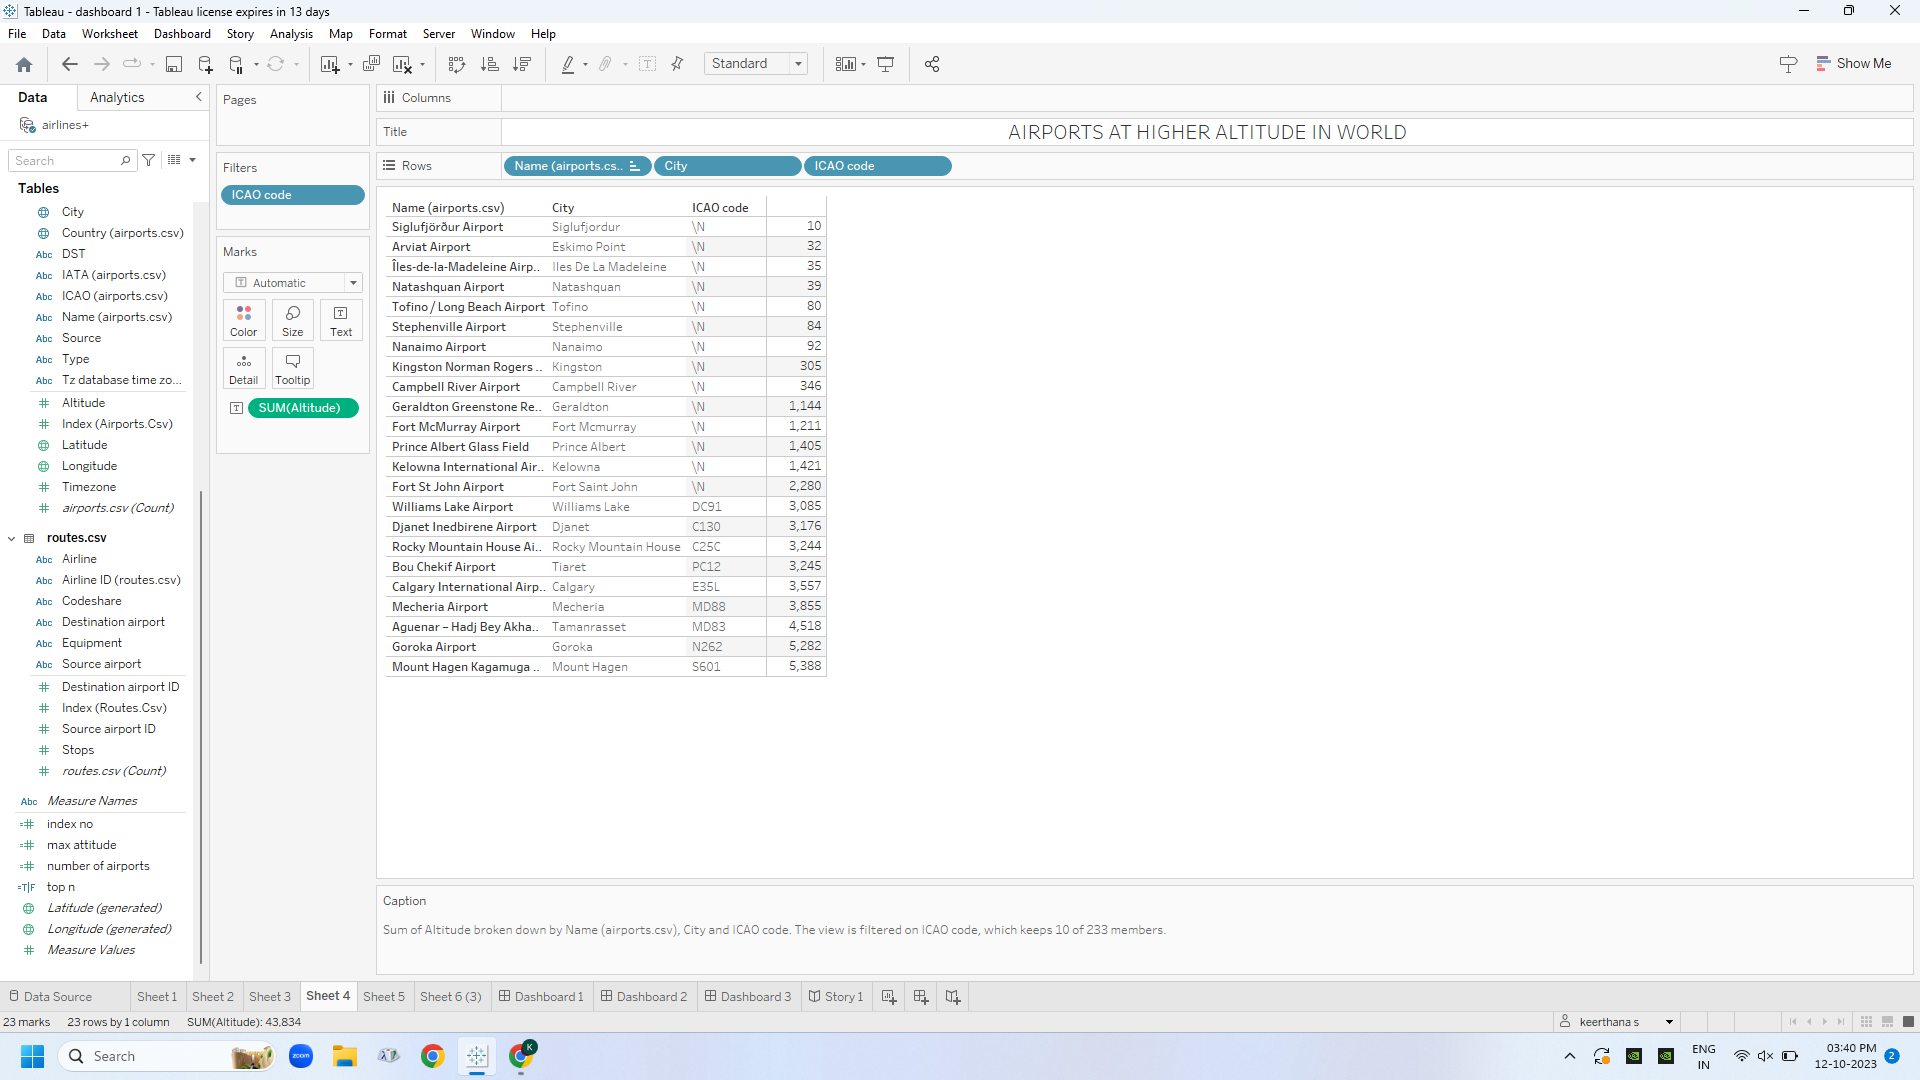 Tableau - dashboard 1 - Tableau license expires in 13 days
File Data Worksheet Dashboard Story Analysis Map Format Server Window Help
Standard
Show Me
Data Analytics
airlines+
Search
Tables
City
Country (airports.csv)
Abc DST
Abc IATA (airports.csv)
Abc ICAO (airports.csv)
Abc Name (airports.csv)
Abc Source
Abc Type
Abc Tz database time zo...
Altitude
Index (Airports.Csv)
Latitude
Longitude
Timezone
airports.csv (Count)
routes.csv
Abc Airline
Abc Airline ID (routes.csv)
Abc Codeshare
Abc Destination airport
Abc Equipment
Abc Source airport
Destination airport ID
Index (Routes.Csv)
Source airport ID
Stops
routes.csv (Count)
Abc Measure Names
index no
max attitude
number of airports
=T|F top n
Latitude (generated)
Longitude (generated)
Measure Values
Pages
Filters
ICAO code
Marks
Automatic
Color Size Text
Detail Tooltip
SUM(Altitude)
Columns
Title
AIRPORTS AT HIGHER ALTITUDE IN WORLD
Rows
Name (airports.cs.. City ICAO code
Name (airports.csv) City ICAO code
Siglufjörður Airport Siglufjordur \N 10
Arviat Airport Eskimo Point \N 32
Îles-de-la-Madeleine Airp.. Iles De La Madeleine \N 35
Natashquan Airport Natashquan \N 39
Tofino / Long Beach Airport Tofino \N 80
Stephenville Airport Stephenville \N 84
Nanaimo Airport Nanaimo \N 92
Kingston Norman Rogers .. Kingston \N 305
Campbell River Airport Campbell River \N 346
Geraldton Greenstone Re.. Geraldton \N 1,144
Fort McMurray Airport Fort Mcmurray \N 1,211
Prince Albert Glass Field Prince Albert \N 1,405
Kelowna International Air.. Kelowna \N 1,421
Fort St John Airport Fort Saint John \N 2,280
Williams Lake Airport Williams Lake DC91 3,085
Djanet Inedbirene Airport Djanet C130 3,176
Rocky Mountain House Ai.. Rocky Mountain House C25C 3,244
Bou Chekif Airport Tiaret PC12 3,245
Calgary International Airp.. Calgary E35L 3,557
Mecheria Airport Mecheria MD88 3,855
Aguenar – Hadj Bey Akha.. Tamanrasset MD83 4,518
Goroka Airport Goroka N262 5,282
Mount Hagen Kagamuga .. Mount Hagen S601 5,388
Caption
Sum of Altitude broken down by Name (airports.csv), City and ICAO code. The view is filtered on ICAO code, which keeps 10 of 233 members.
Data Source Sheet 1 Sheet 2 Sheet 3 Sheet 4 Sheet 5 Sheet 6 (3) Dashboard 1 Dashboard 2 Dashboard 3 Story 1
23 marks 23 rows by 1 column SUM(Altitude): 43,834
keerthana s
Search
zoom
K
ENG
IN
03:40 PM
12-10-2023
2